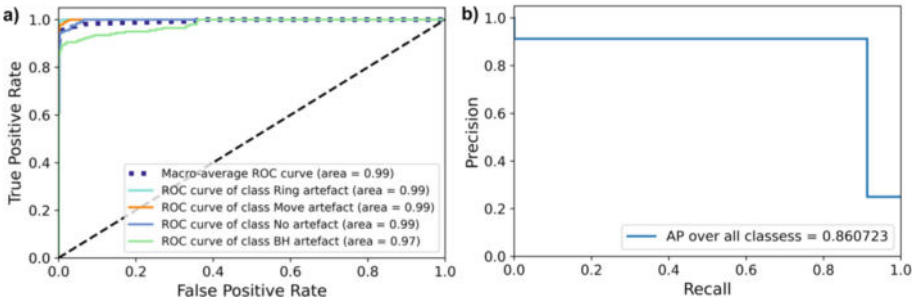 a)
1.0
0.8
0.6
0.4
0.2
0.0
True Positive Rate
Macro-average ROC curve (area = 0.99)
ROC curve of class Ring artefact (area = 0.99)
ROC curve of class Move artefact (area = 0.99)
ROC curve of class No artefact (area = 0.99)
ROC curve of class BH artefact (area = 0.97)
0.0 0.2 0.4 0.6 0.8 1.0
False Positive Rate
b)
1.0
0.8
0.6
0.4
0.2
0.0
Precision
AP over all classess = 0.860723
0.0 0.2 0.4 0.6 0.8 1.0
Recall